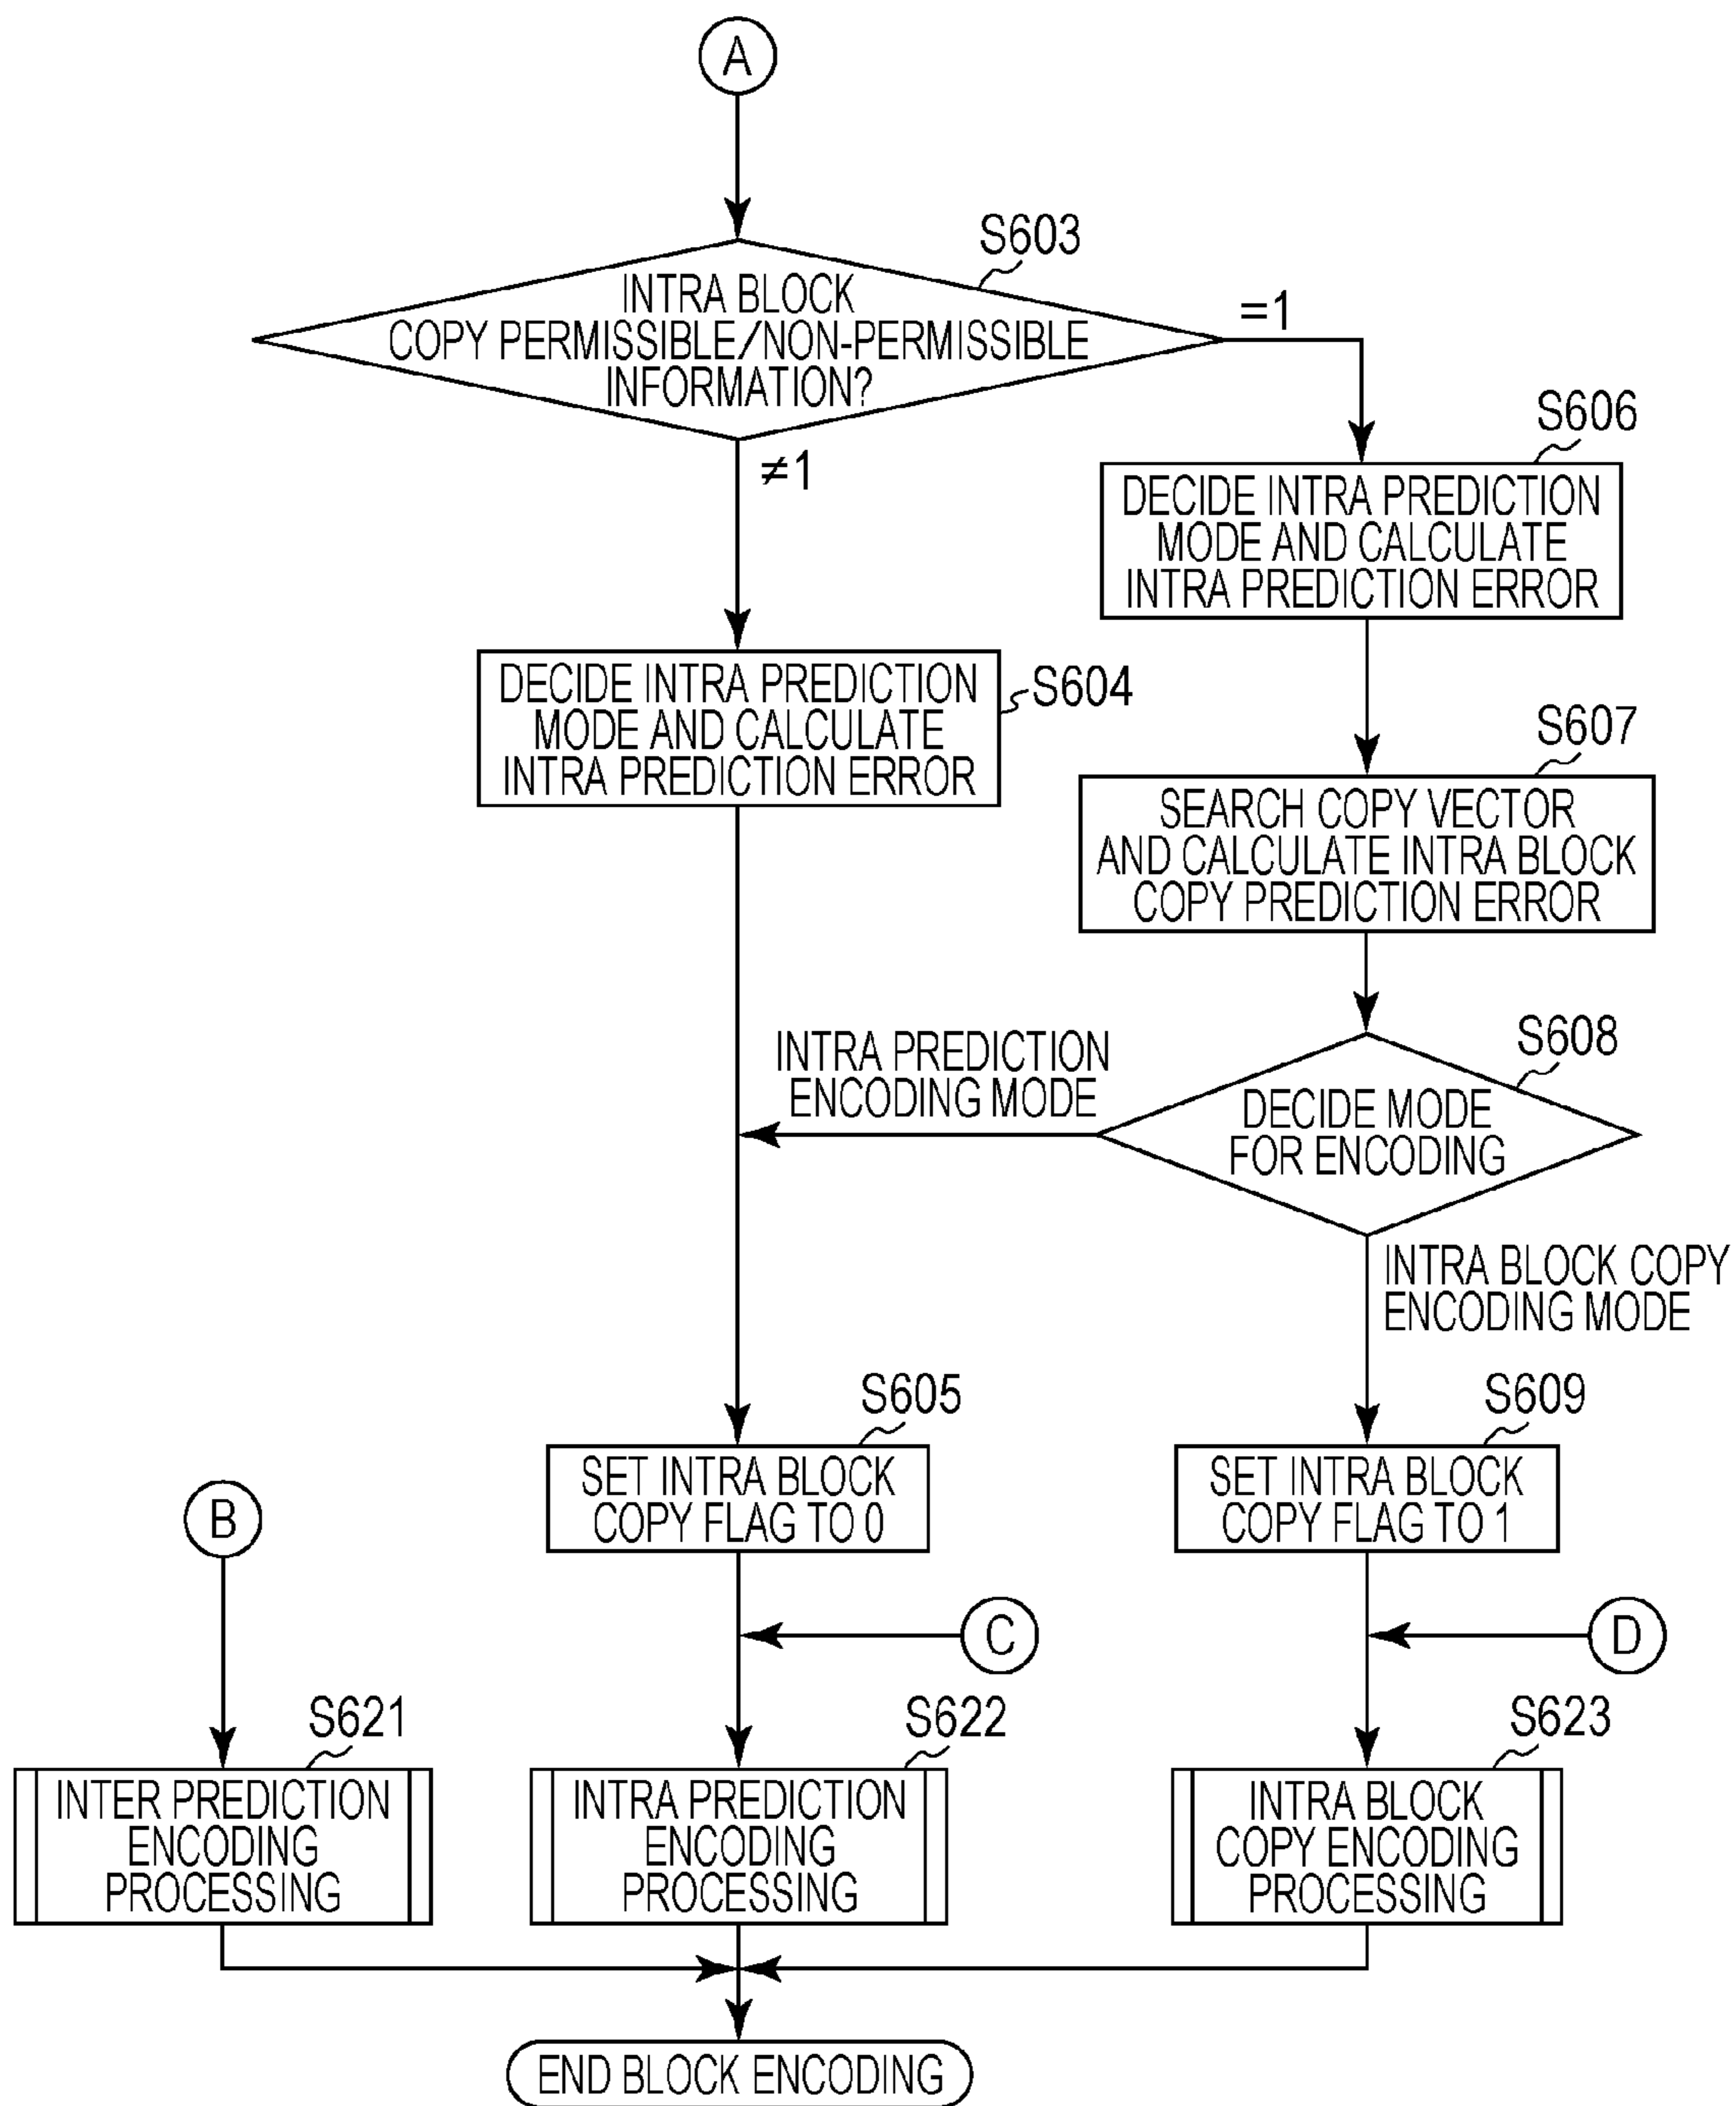 A
S603
INTRA BLOCK
COPY PERMISSIBLE/NON-PERMISSIBLE
INFORMATION?
=1
≠1
S606
DECIDE INTRA PREDICTION
MODE AND CALCULATE
INTRA PREDICTION ERROR
S604
DECIDE INTRA PREDICTION
MODE AND CALCULATE
INTRA PREDICTION ERROR
S607
SEARCH COPY VECTOR
AND CALCULATE INTRA BLOCK
COPY PREDICTION ERROR
S608
DECIDE MODE
FOR ENCODING
INTRA PREDICTION
ENCODING MODE
INTRA BLOCK COPY
ENCODING MODE
S605
SET INTRA BLOCK
COPY FLAG TO 0
S609
SET INTRA BLOCK
COPY FLAG TO 1
B
C
D
S621
INTER PREDICTION
ENCODING
PROCESSING
S622
INTRA PREDICTION
ENCODING
PROCESSING
S623
INTRA BLOCK
COPY ENCODING
PROCESSING
END BLOCK ENCODING